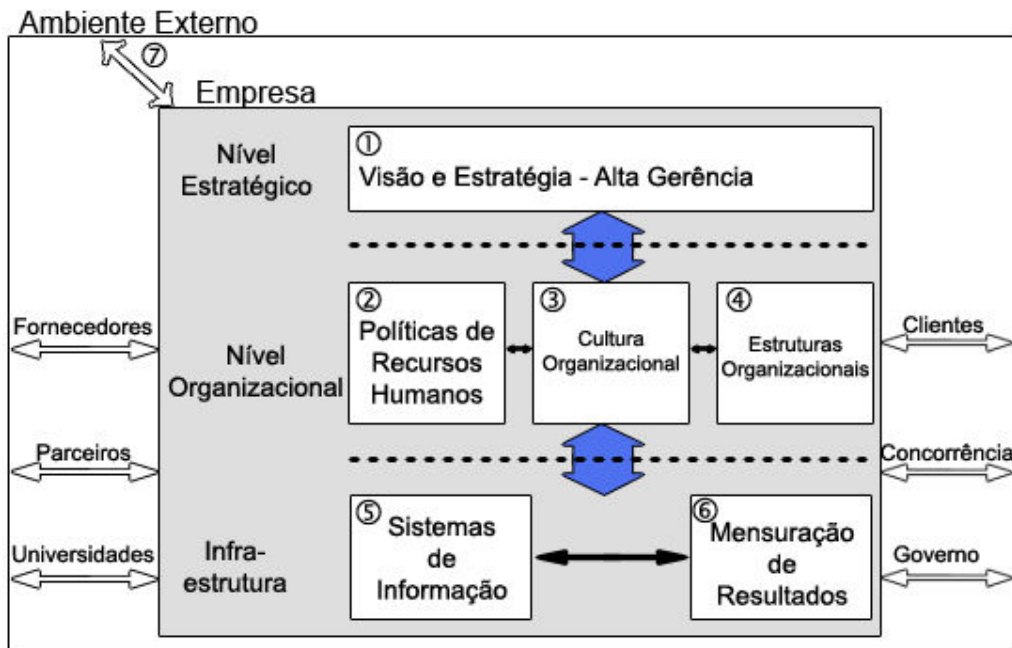 Ambiente Externo
⑦
Empresa
Nível
Estratégico
①
Visão e Estratégia - Alta Gerência
Fornecedores
Parceiros
Universidades
Nível
Organizacional
②
Políticas de
Recursos
Humanos
③
Cultura
Organizacional
④
Estruturas
Organizacionais
Clientes
Concorrência
Governo
Infra-
estrutura
⑤
Sistemas
de
Informação
⑥
Mensuração
de
Resultados